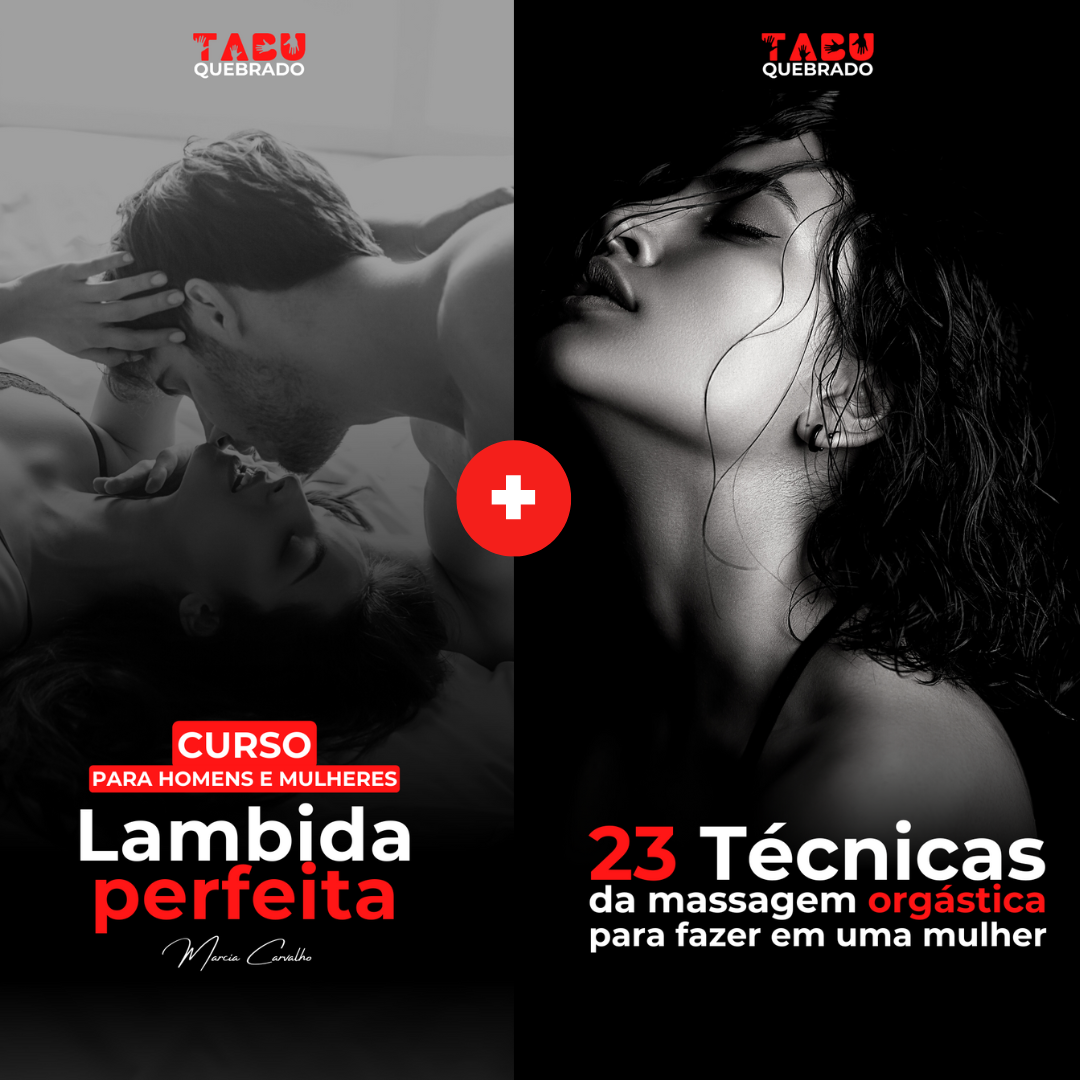 TABU
QUEBRADO
CURSO
PARA HOMENS E MULHERES
Lambida
perfeita
Marcia Carvalho
TABU
QUEBRADO
23 Técnicas
da massagem orgástica
para fazer em uma mulher